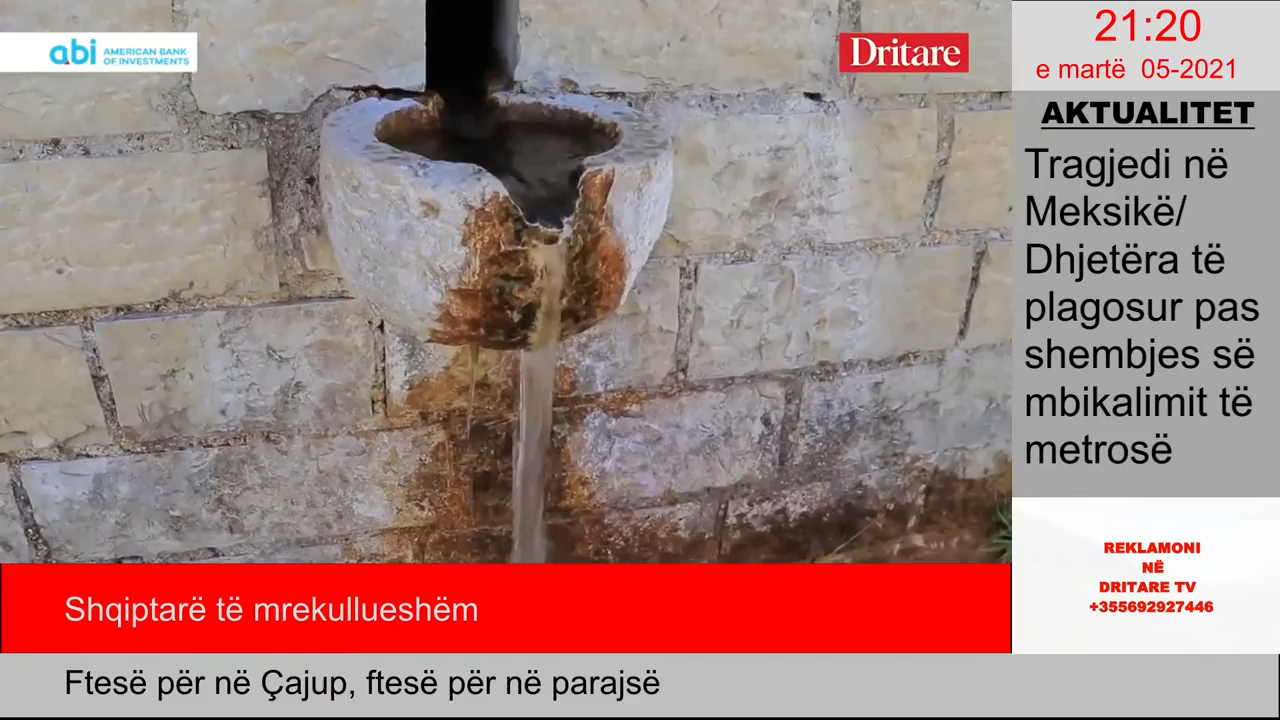 abi AMERICAN BANK
OF INVESTMENTS
Dritare
21:20
e martë 05-2021
AKTUALITET
Tragjedi në
Meksikë/
Dhjetëra të
plagosur pas
shembjes së
mbikalimit të
metrosë
REKLAMONI
NË
DRITARE TV
+355692927446
Shqiptarë të mrekullueshëm
Ftesë për në Çajup, ftesë për në parajsë